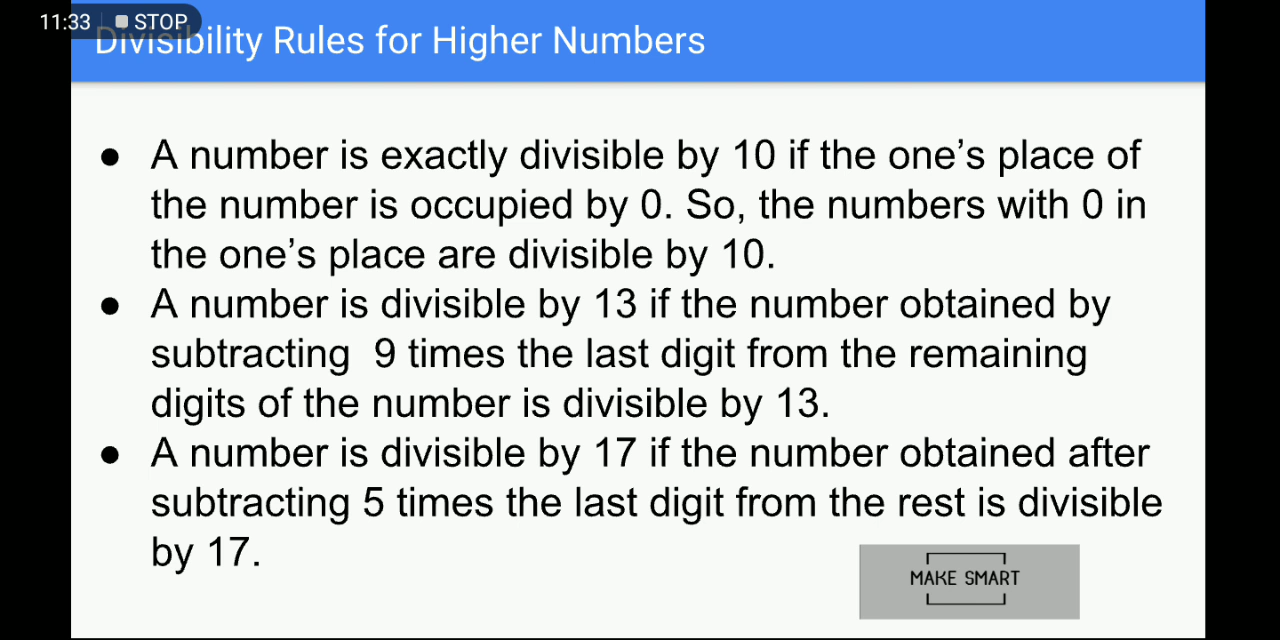 11:33 STOP
Divisibility Rules for Higher Numbers
● A number is exactly divisible by 10 if the one’s place of
the number is occupied by 0. So, the numbers with 0 in
the one’s place are divisible by 10.
● A number is divisible by 13 if the number obtained by
subtracting  9 times the last digit from the remaining
digits of the number is divisible by 13.
● A number is divisible by 17 if the number obtained after
subtracting 5 times the last digit from the rest is divisible
by 17.
MAKE SMART